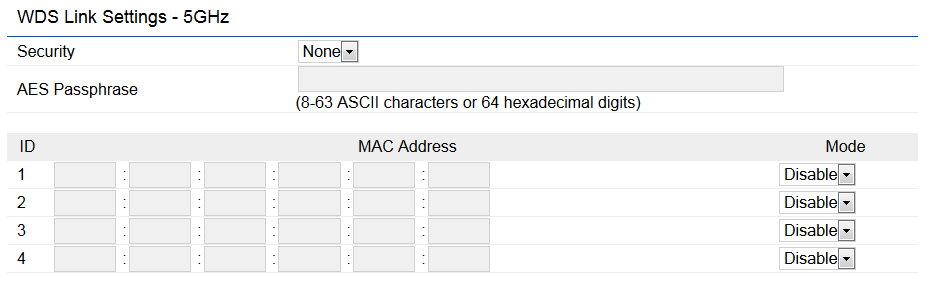 WDS Link Settings - 5GHz
Security None
AES Passphrase
(8-63 ASCII characters or 64 hexadecimal digits)
ID MAC Address Mode
1 : : : : : Disable
2 : : : : : Disable
3 : : : : : Disable
4 : : : : : Disable